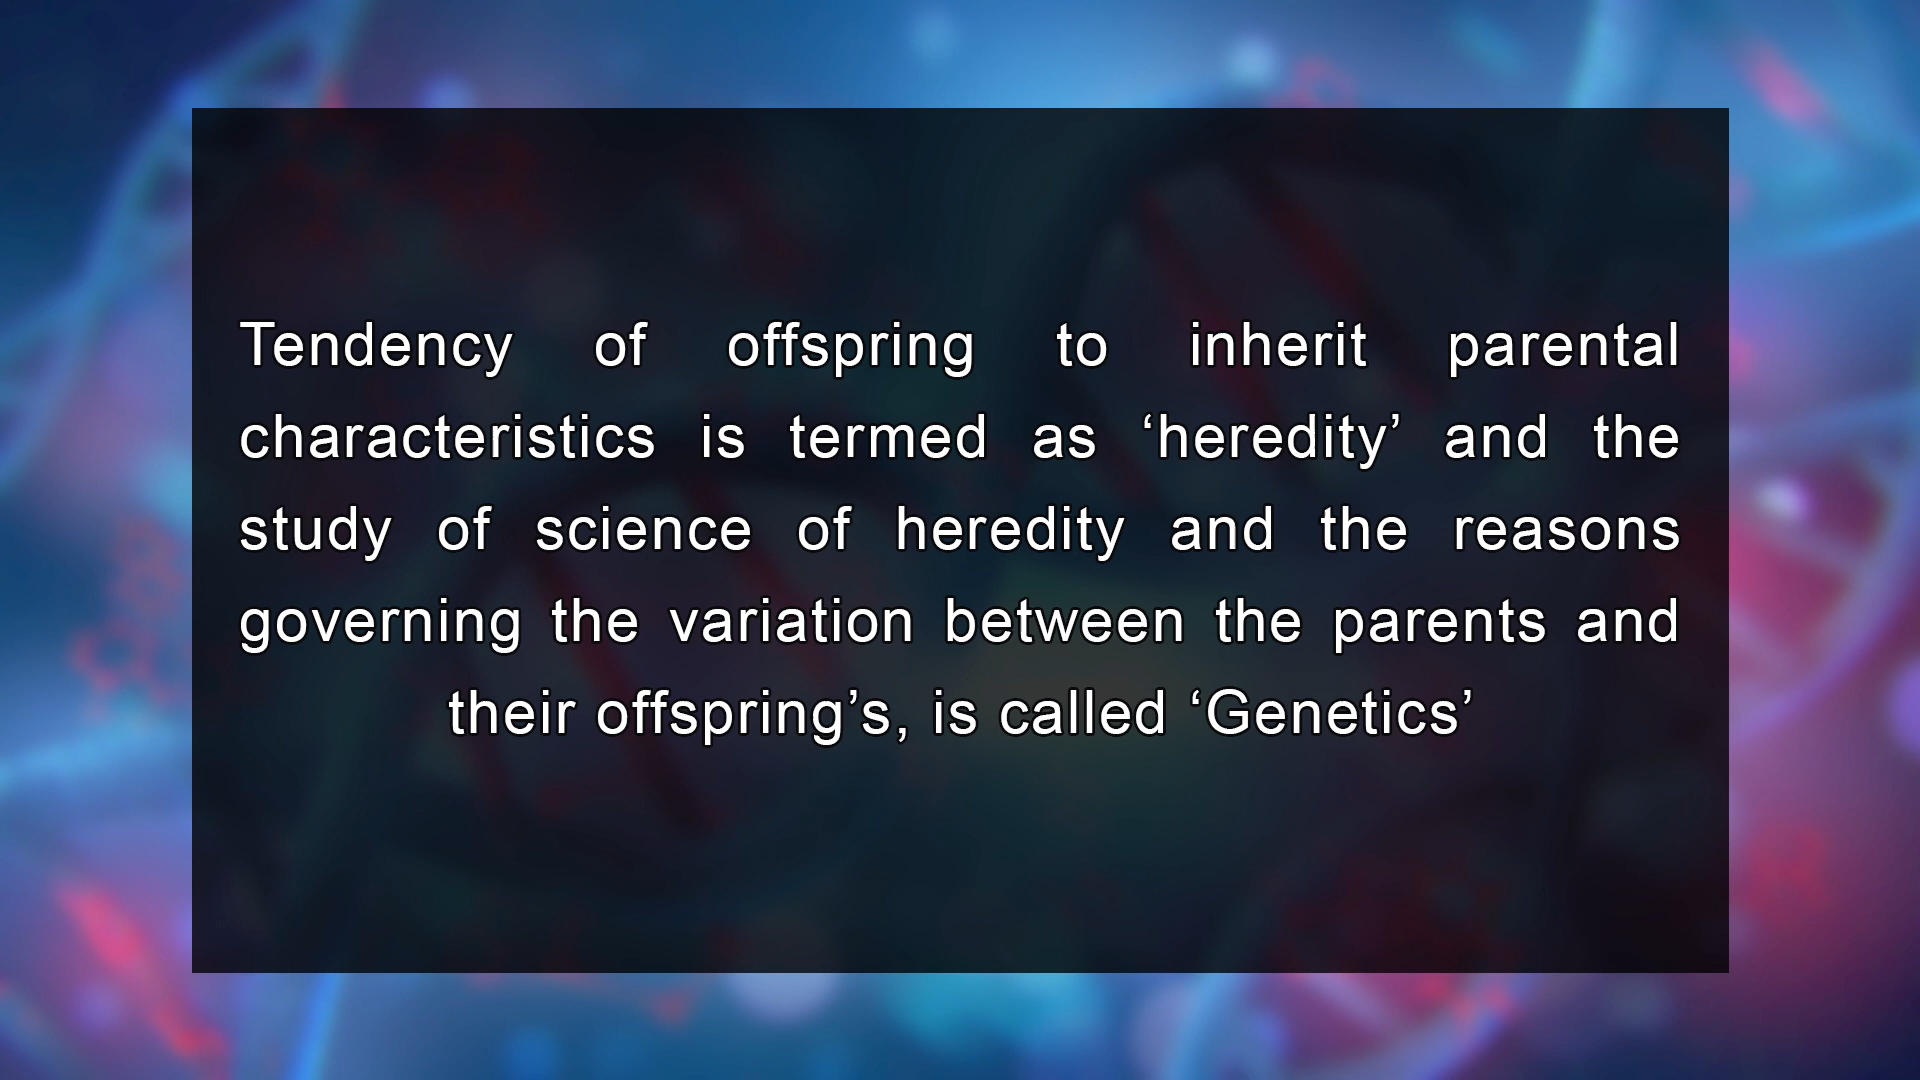 Tendency of offspring to inherit parental
characteristics is termed as ‘heredity’ and the
study of science of heredity and the reasons
governing the variation between the parents and
their offspring’s, is called ‘Genetics’